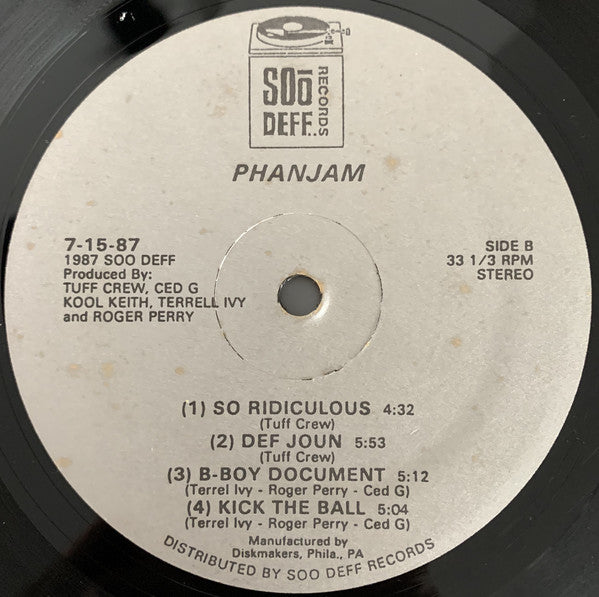 SOO
DEFF..
RECORDS
PHANJAM
7-15-87
1987 SOO DEFF
Produced By:
TUFF CREW, CED G
KOOL KEITH, TERRELL IVY
and ROGER PERRY
SIDE B
33 1/3 RPM
STEREO
(1) SO RIDICULOUS 4:32
(Tuff Crew)
(2) DEF JOUN 5:53
(Tuff Crew)
(3) B-BOY DOCUMENT 5:12
(Terrel Ivy - Roger Perry - Ced G)
(4) KICK THE BALL 5:04
(Terrel Ivy - Roger Perry - Ced G)
Manufactured by
Diskmakers, Phila., PA
DISTRIBUTED BY SOO DEFF RECORDS